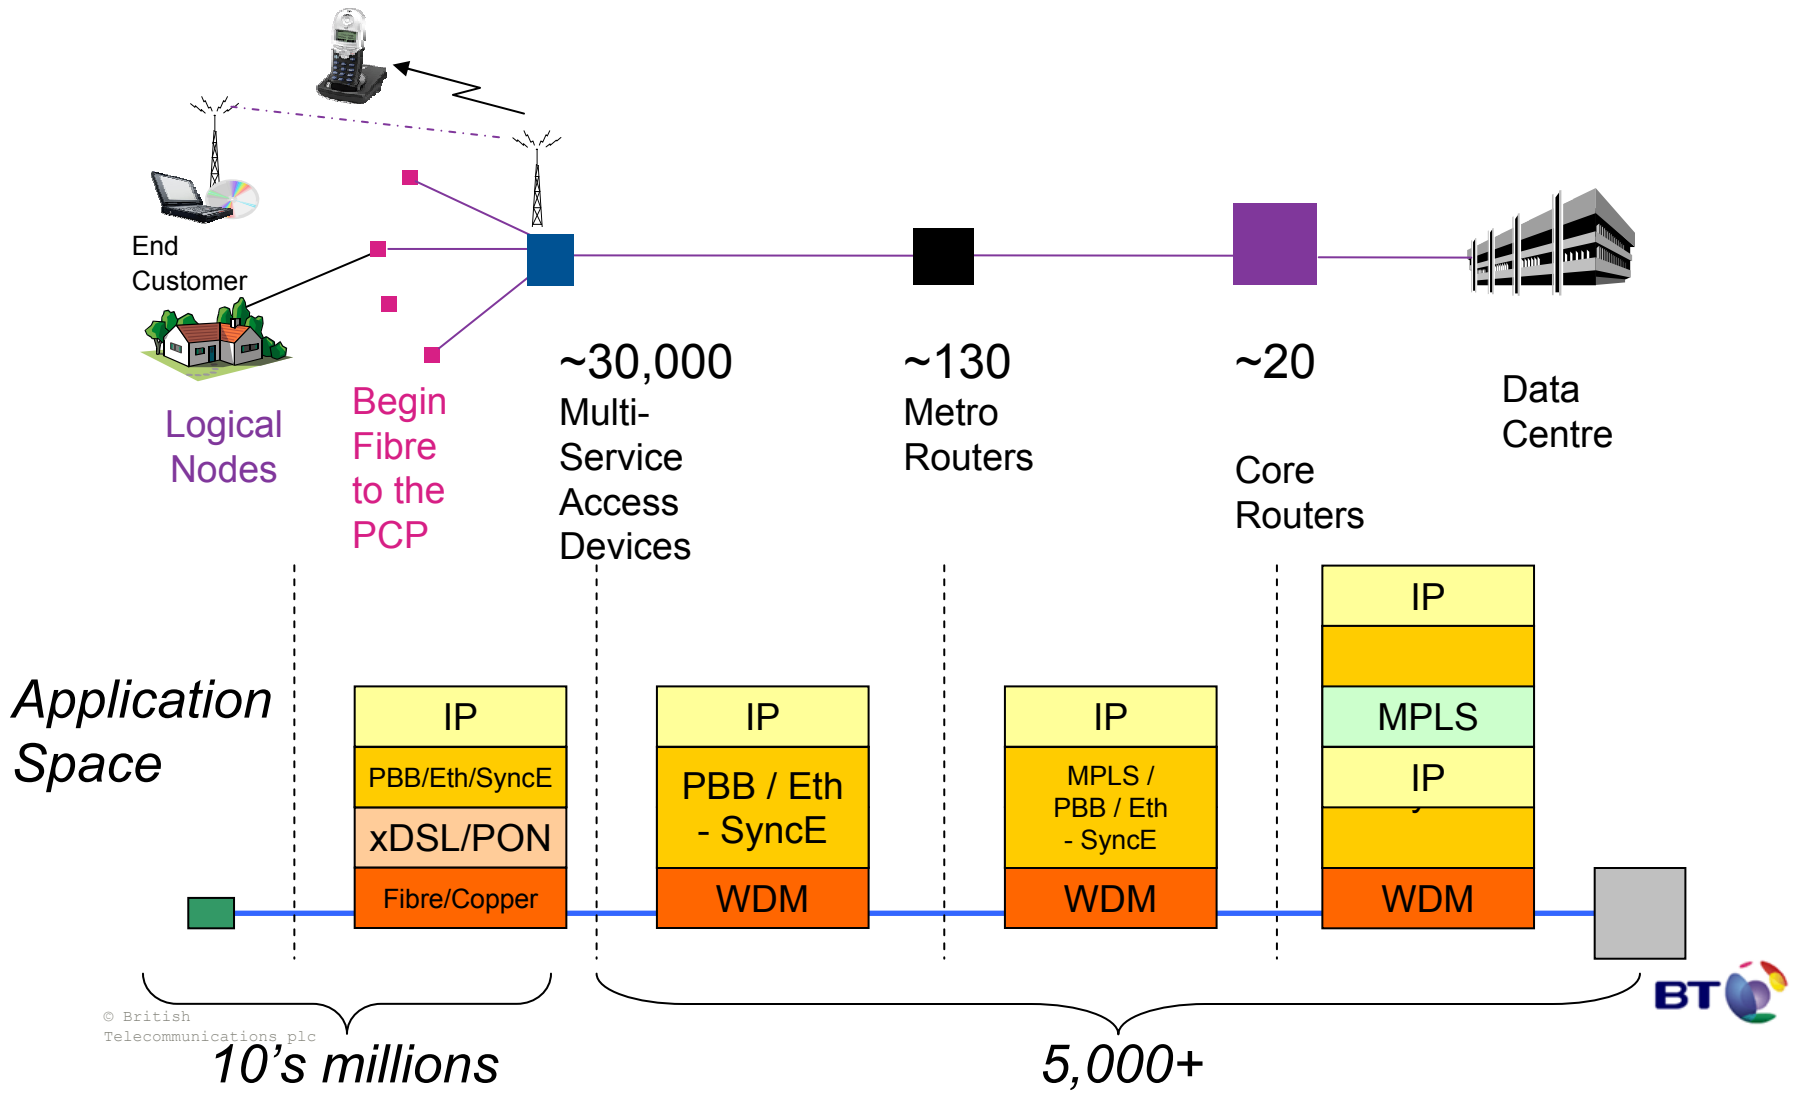 End
Customer
Logical
Nodes
Begin
Fibre
to the
PCP
~30,000
Multi-
Service
Access
Devices
~130
Metro
Routers
~20
Core
Routers
Data
Centre
Application
Space
IP
PBB/Eth/SyncE
xDSL/PON
Fibre/Copper
IP
PBB / Eth
- SyncE
WDM
IP
MPLS /
PBB / Eth
- SyncE
WDM
IP
MPLS
IP
WDM
© British
Telecommunications plc
10's millions
5,000+
BT